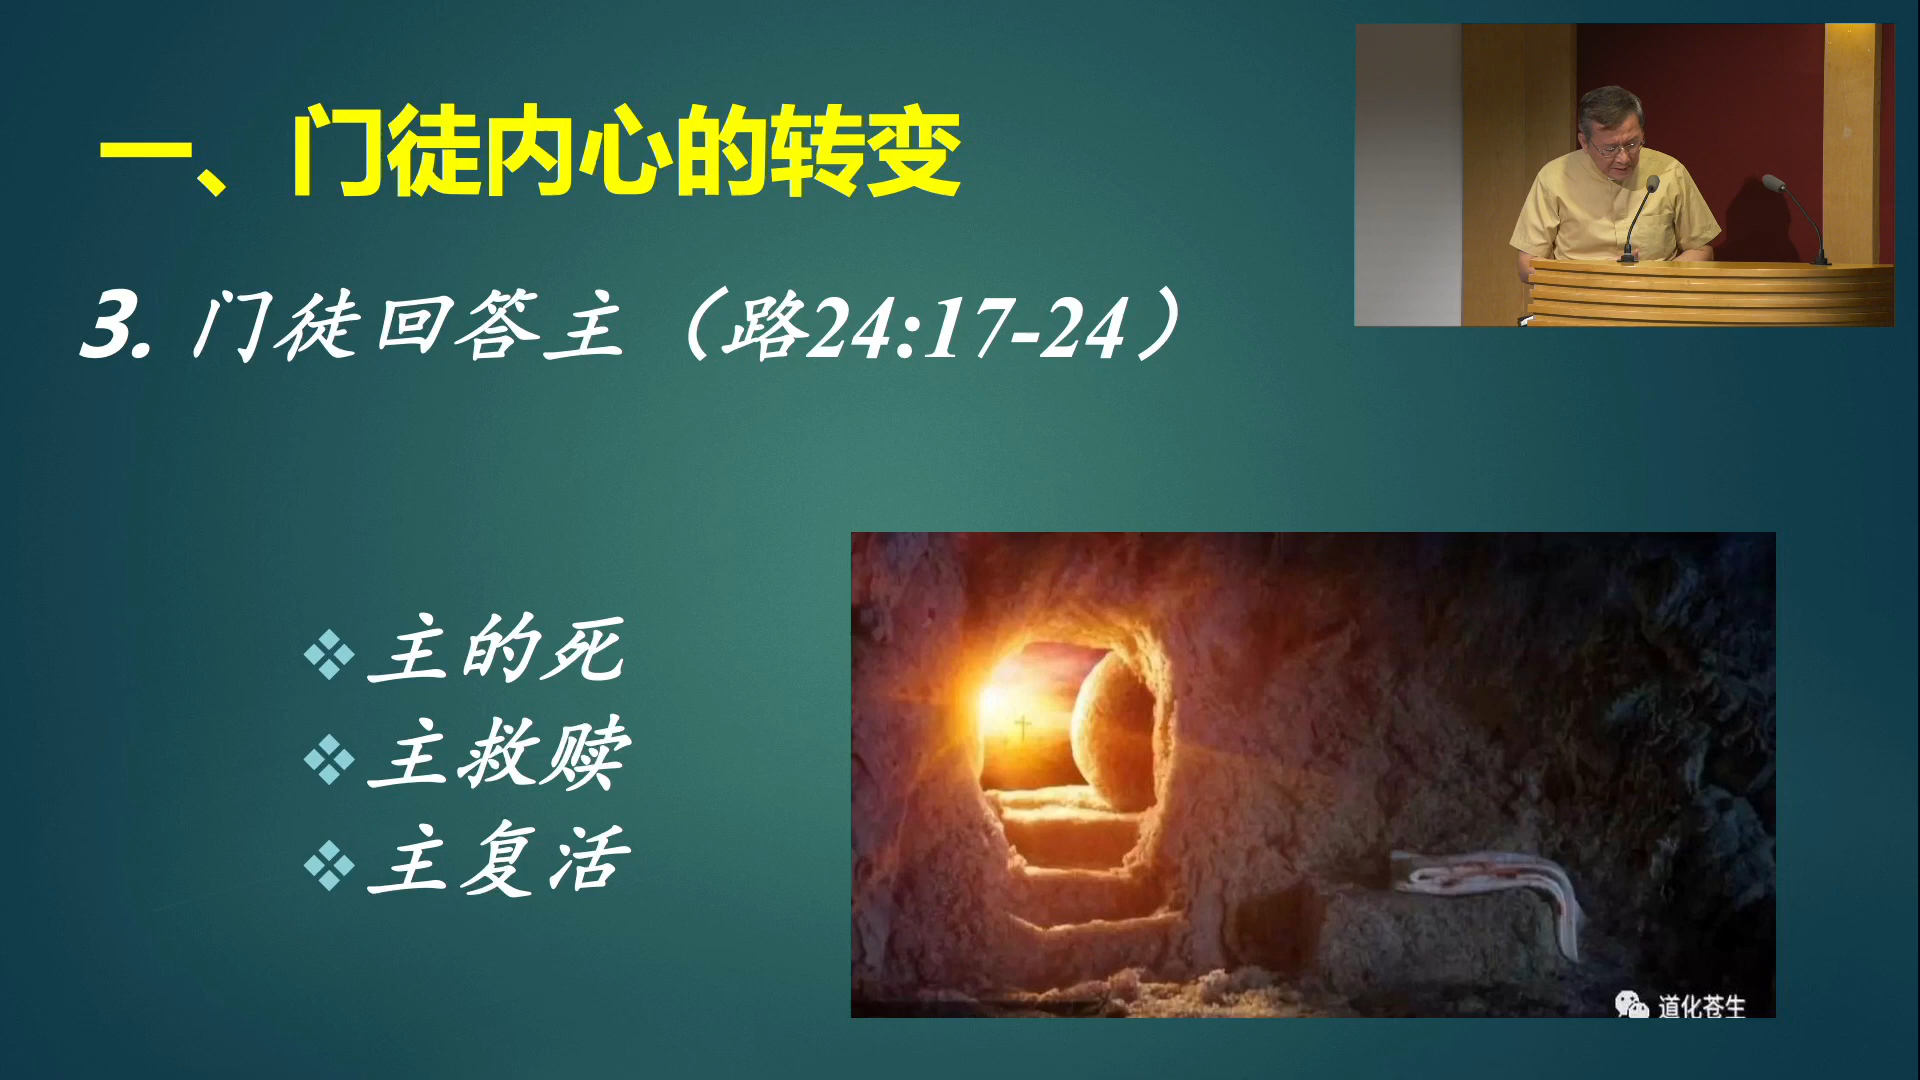 一、门徒内心的转变
3. 门徒回答主（路24:17-24）
主的死
主救赎
主复活
道化苍生